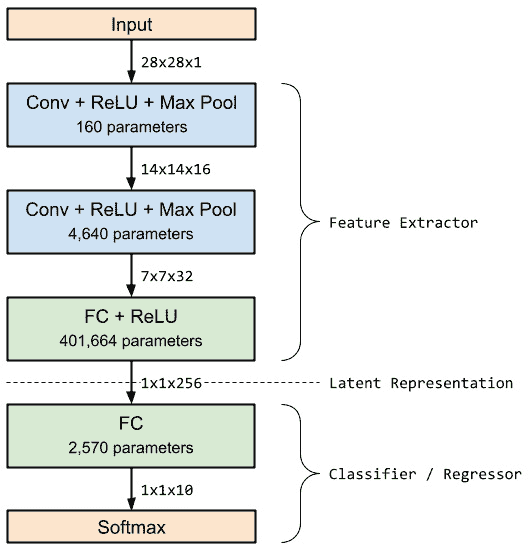 Input
28x28x1
Conv + ReLU + Max Pool
160 parameters
14x14x16
Conv + ReLU + Max Pool
4,640 parameters
Feature Extractor
7x7x32
FC + ReLU
401,664 parameters
1x1x256
Latent Representation
FC
2,570 parameters
Classifier / Regressor
1x1x10
Softmax